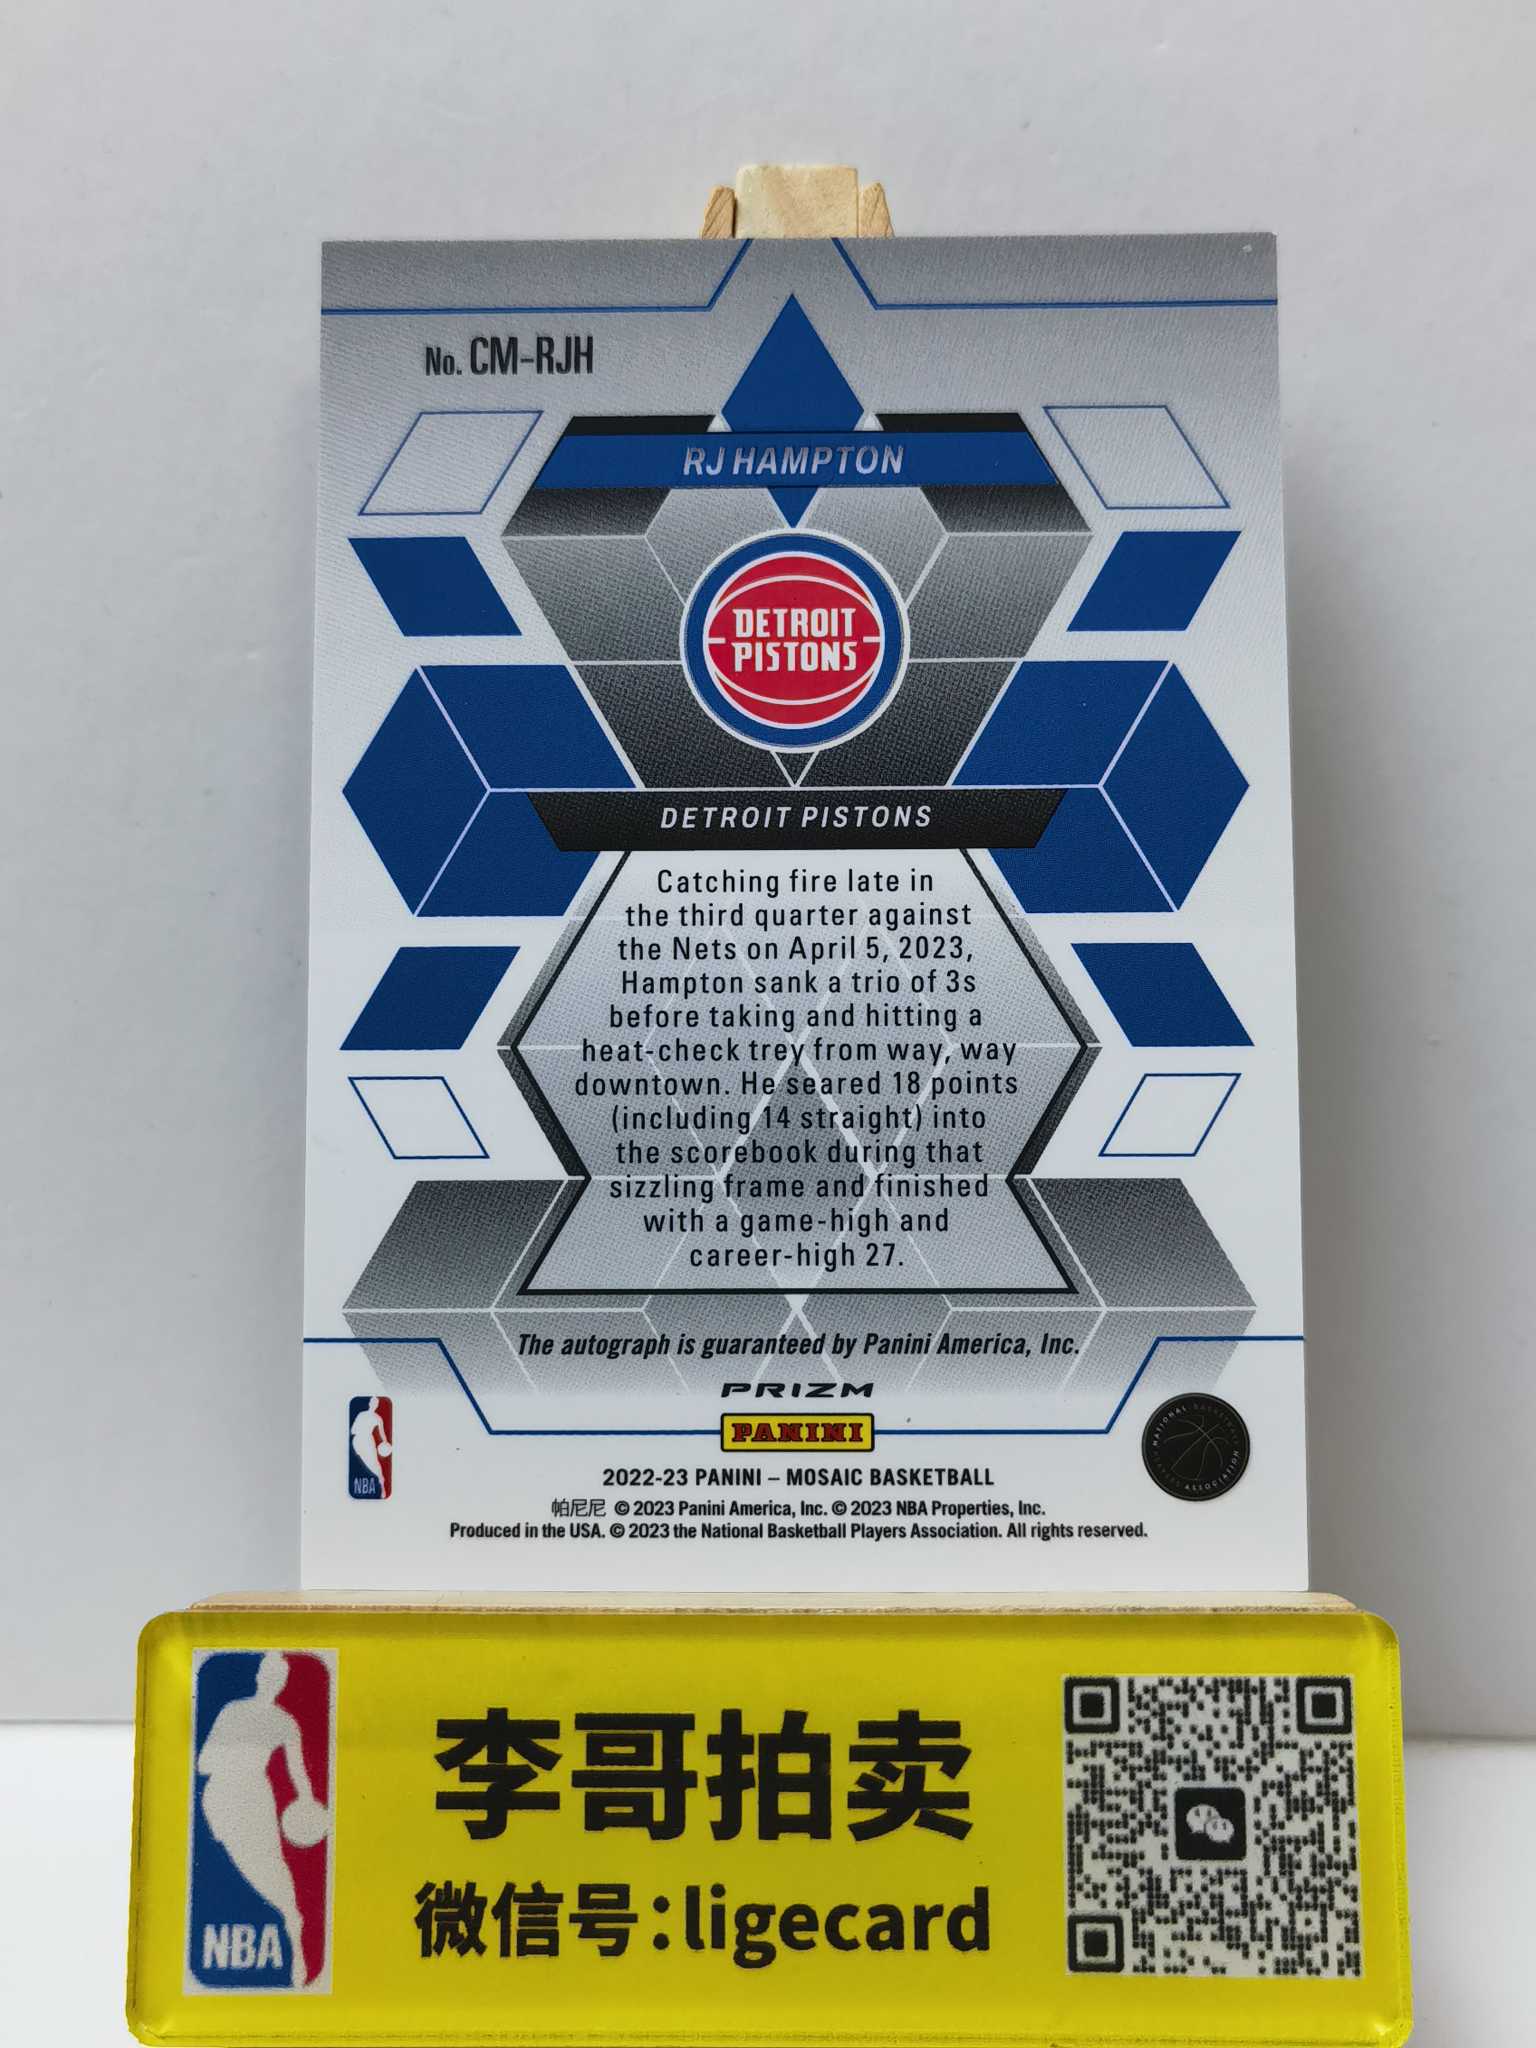 No. CM-RJH
RJ HAMPTON
DETROIT
PISTONS
DETROIT PISTONS
Catching fire late in
the third quarter against
the Nets on April 5, 2023,
Hampton sank a trio of 3s
before taking and hitting a
heat-check trey from way, way
downtown. He seared 18 points
(including 14 straight) into
the scorebook during that
sizzling frame and finished
with a game-high and
career-high 27.
The autograph is guaranteed by Panini America, Inc.
PRIZM
PANINI
NBA
NATIONAL BASKETBALL
PLAYERS ASSOCIATION
2022-23 PANINI – MOSAIC BASKETBALL
帕尼尼 © 2023 Panini America, Inc. © 2023 NBA Properties, Inc.
Produced in the USA. © 2023 the National Basketball Players Association. All rights reserved.
李哥拍卖
微信号:ligecard
NBA